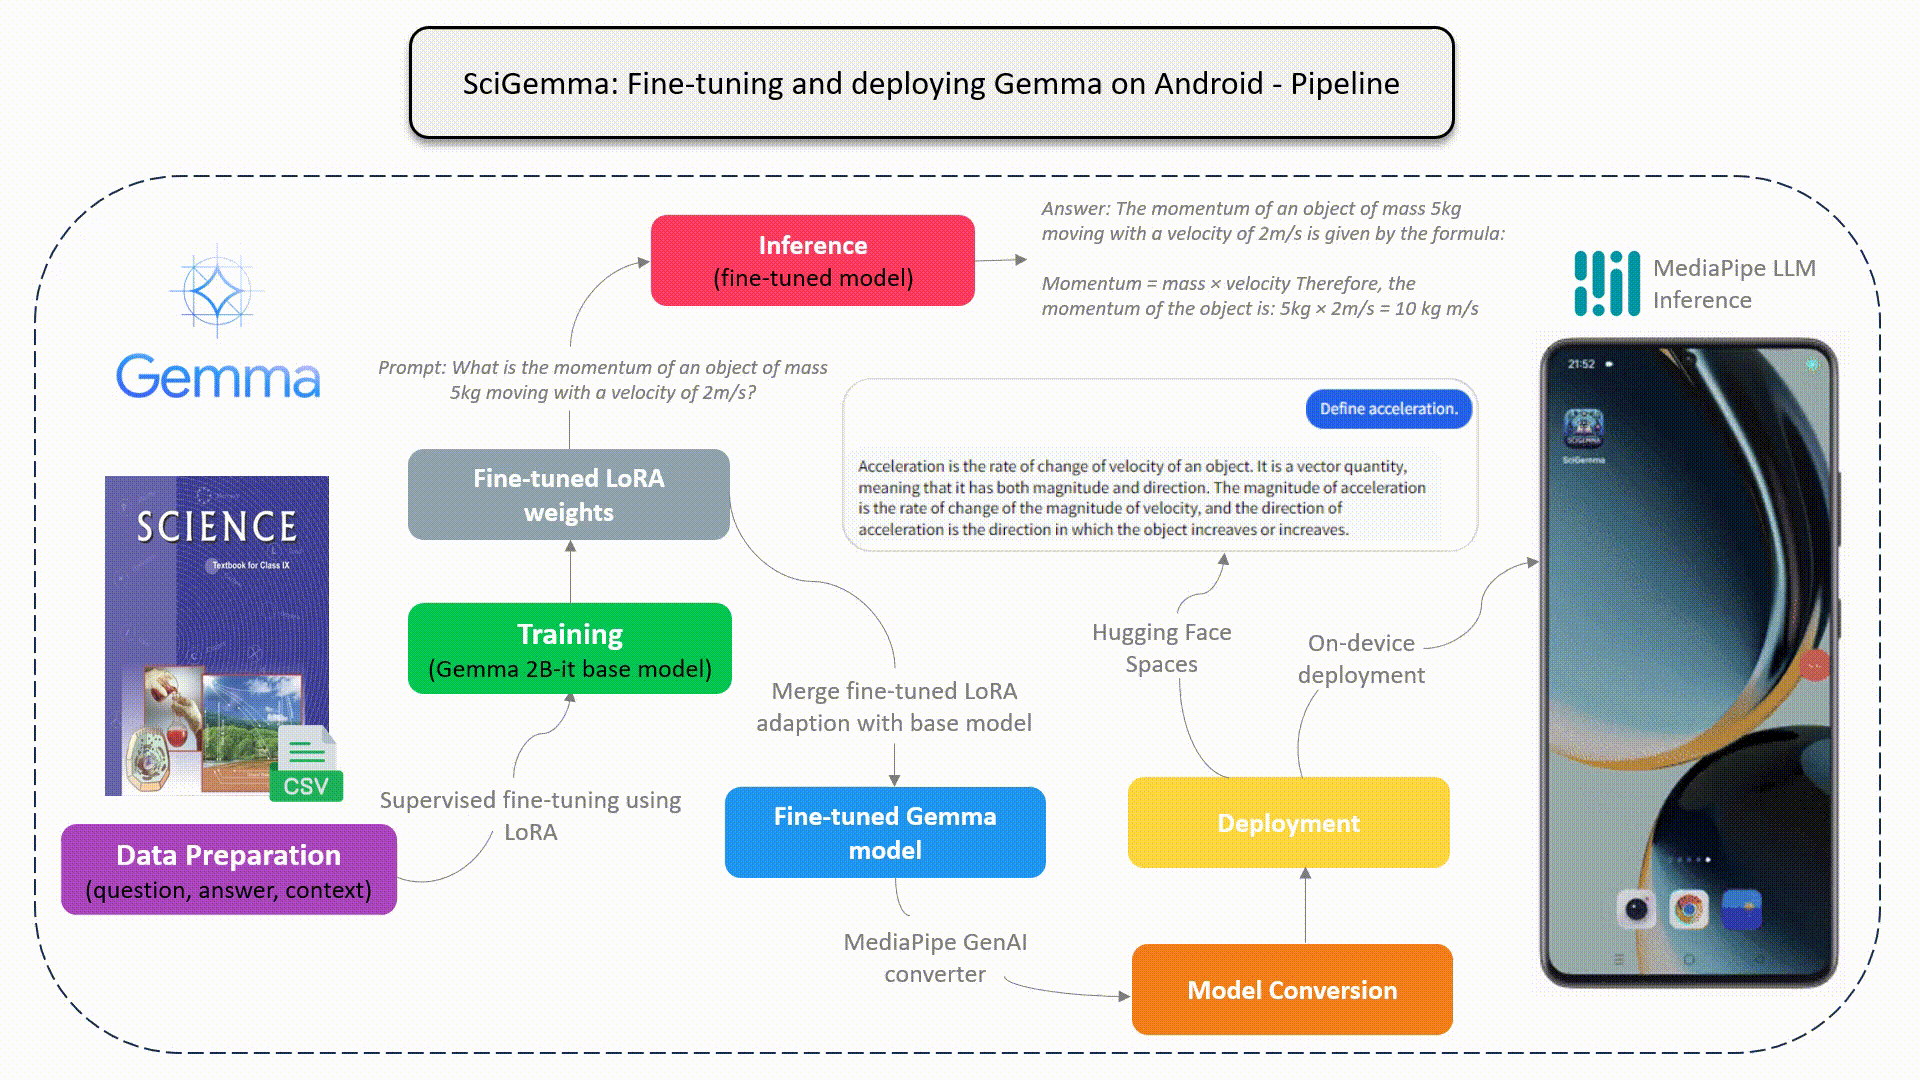 SciGemma: Fine-tuning and deploying Gemma on Android - Pipeline
Gemma
SCIENCE
Textbook for Class IX
CSV
Data Preparation
(question, answer, context)
Supervised fine-tuning using
LoRA
Training
(Gemma 2B-it base model)
Fine-tuned LoRA
weights
Prompt: What is the momentum of an object of mass
5kg moving with a velocity of 2m/s?
Inference
(fine-tuned model)
Answer: The momentum of an object of mass 5kg
moving with a velocity of 2m/s is given by the formula:
Momentum = mass × velocity Therefore, the
momentum of the object is: 5kg × 2m/s = 10 kg m/s
Merge fine-tuned LoRA
adaption with base model
Fine-tuned Gemma
model
MediaPipe GenAI
converter
Model Conversion
Deployment
Hugging Face
Spaces
Define acceleration.
Acceleration is the rate of change of velocity of an object. It is a vector quantity,
meaning that it has both magnitude and direction. The magnitude of acceleration
is the rate of change of the magnitude of velocity, and the direction of
acceleration is the direction in which the object increaves or increaves.
On-device
deployment
MediaPipe LLM
Inference
21:52
SCIGEMMA
SciGemma